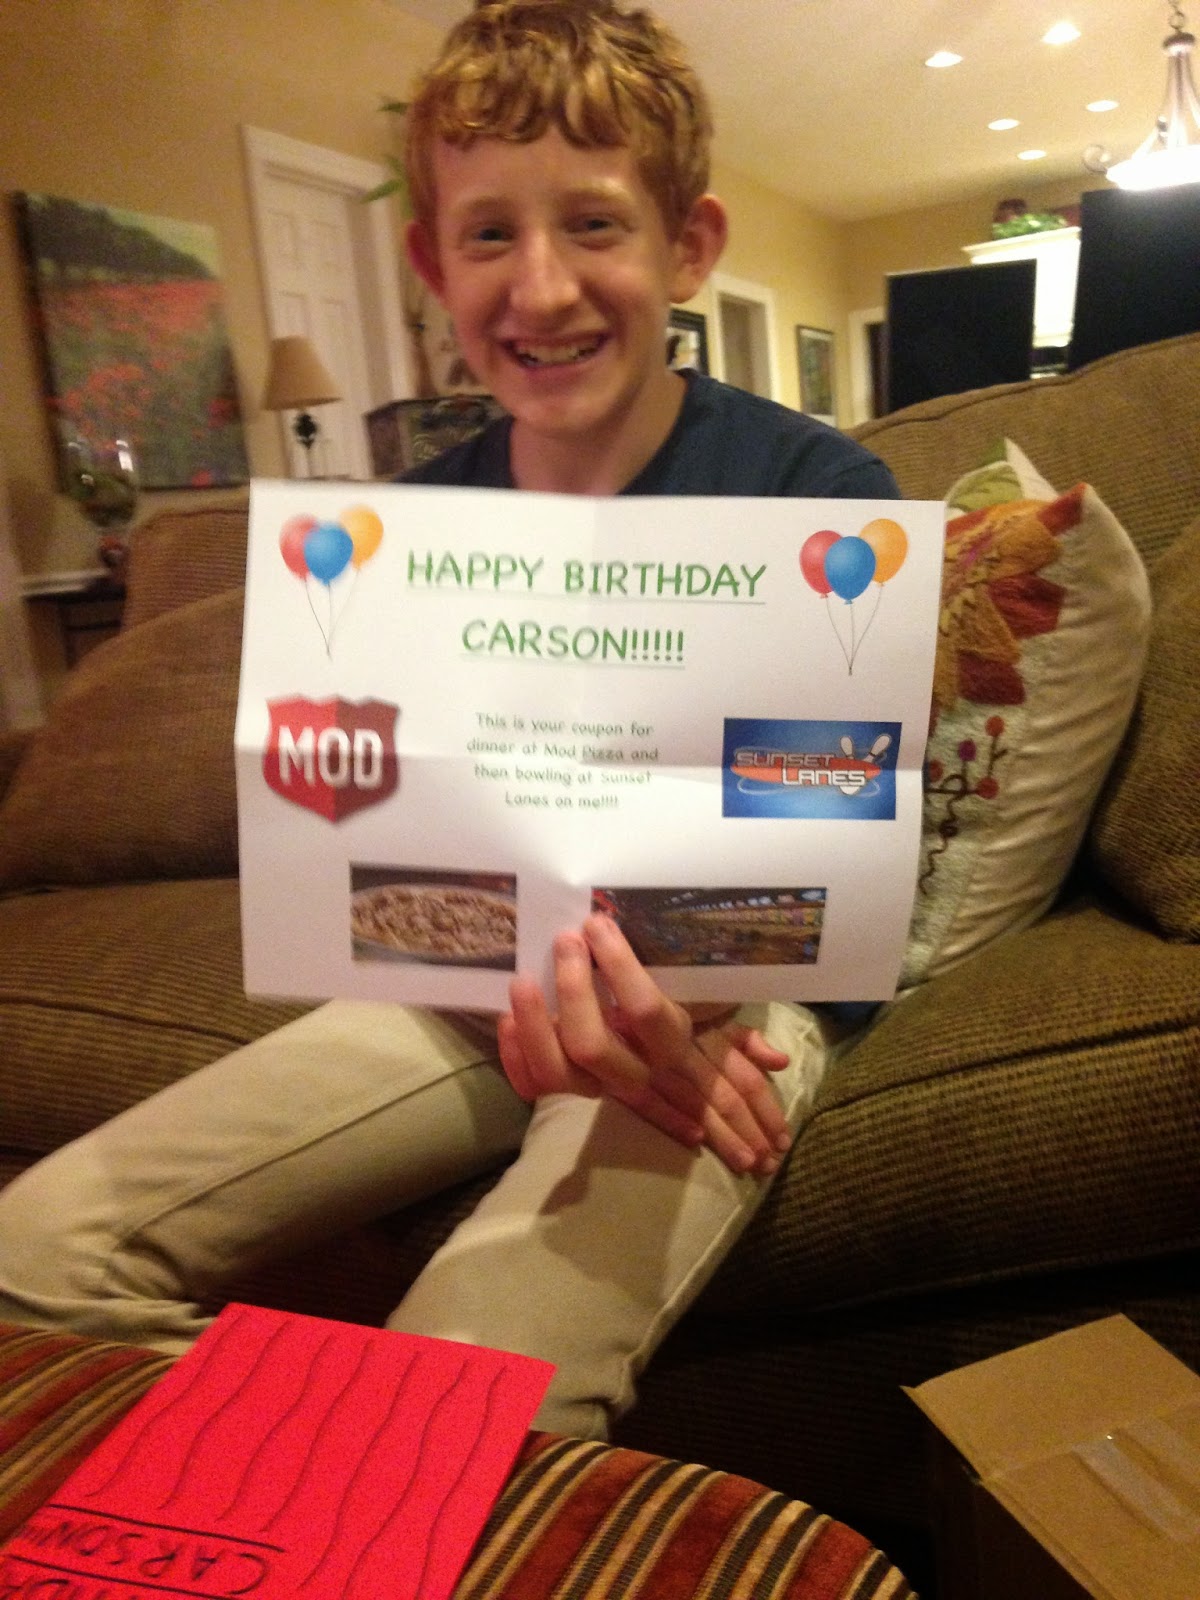 HAPPY BIRTHDAY
CARSON!!!!!
MOD
This is your coupon for
dinner at Mod Pizza and
then bowling at Sunset
Lanes on me!!!!
SUNSET
LANES
CARSON